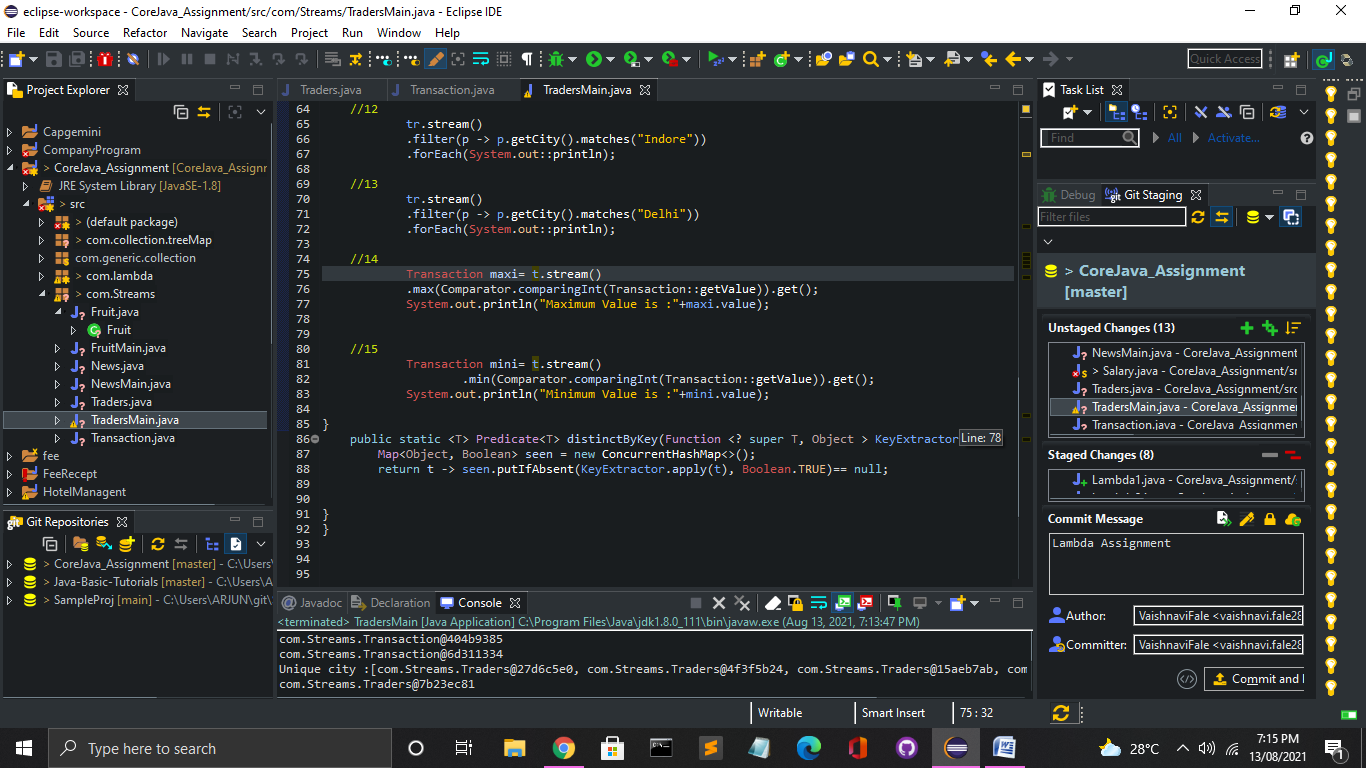 eclipse-workspace - CoreJava_Assignment/src/com/Streams/TradersMain.java - Eclipse IDE
File Edit Source Refactor Navigate Search Project Run Window Help
Quick Access
Project Explorer
Capgemini
CompanyProgram
> CoreJava_Assignment [CoreJava_Assignr
JRE System Library [JavaSE-1.8]
> src
> (default package)
> com.collection.treeMap
com.generic.collection
> com.lambda
> com.Streams
Fruit.java
Fruit
FruitMain.java
News.java
NewsMain.java
Traders.java
TradersMain.java
Transaction.java
fee
FeeRecept
HotelManagent
Git Repositories
> CoreJava_Assignment [master] - C:\Users\
> Java-Basic-Tutorials [master] - C:\Users\A
> SampleProj [main] - C:\Users\ARJUN\git\
Traders.java Transaction.java TradersMain.java
64 //12
65 tr.stream()
66 .filter(p -> p.getCity().matches("Indore"))
67 .forEach(System.out::println);
68
69 //13
70 tr.stream()
71 .filter(p -> p.getCity().matches("Delhi"))
72 .forEach(System.out::println);
73
74 //14
75 Transaction maxi= t.stream()
76 .max(Comparator.comparingInt(Transaction::getValue)).get();
77 System.out.println("Maximum Value is :"+maxi.value);
78
79
80 //15
81 Transaction mini= t.stream()
82 .min(Comparator.comparingInt(Transaction::getValue)).get();
83 System.out.println("Minimum Value is :"+mini.value);
84
85 }
86 public static <T> Predicate<T> distinctByKey(Function <? super T, Object > KeyExtractor
Line: 78
87 Map<Object, Boolean> seen = new ConcurrentHashMap<>();
88 return t -> seen.putIfAbsent(KeyExtractor.apply(t), Boolean.TRUE)== null;
89
90
91 }
92 }
93
94
95
@ Javadoc Declaration Console
<terminated> TradersMain [Java Application] C:\Program Files\Java\jdk1.8.0_111\bin\javaw.exe (Aug 13, 2021, 7:13:47 PM)
com.Streams.Transaction@404b9385
com.Streams.Transaction@6d311334
Unique city :[com.Streams.Traders@27d6c5e0, com.Streams.Traders@4f3f5b24, com.Streams.Traders@15aeb7ab, com
com.Streams.Traders@7b23ec81
Task List
Find All Activate...
Debug Git Staging
Filter files
> CoreJava_Assignment
[master]
Unstaged Changes (13)
NewsMain.java - CoreJava_Assignment
> Salary.java - CoreJava_Assignment/sr
Traders.java - CoreJava_Assignment/src
TradersMain.java - CoreJava_Assignmer
Transaction.java - CoreJava_Assignmen
Staged Changes (8)
Lambda1.java - CoreJava_Assignment/
Commit Message
Lambda Assignment
Author: VaishnaviFale <vaishnavi.fale28
Committer: VaishnaviFale <vaishnavi.fale28
Commit and I
Writable Smart Insert 75 : 32
Type here to search
28°C
7:15 PM
13/08/2021
1